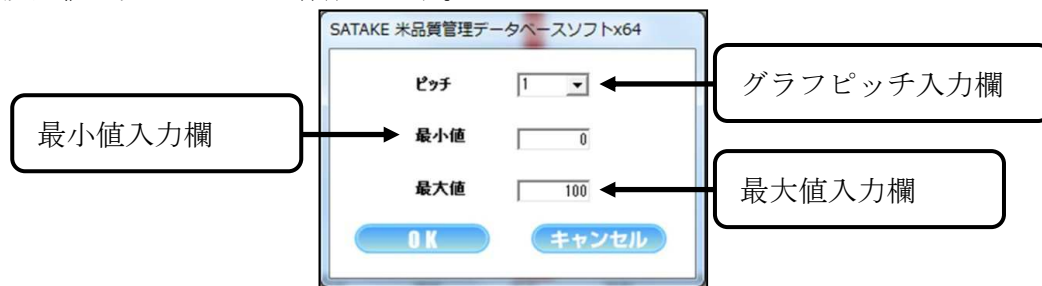 SATAKE 米品質管理データベースソフトx64
ピッチ 1
グラフピッチ入力欄
最小値入力欄
最小値 0
最大値 100
最大値入力欄
OK キャンセル